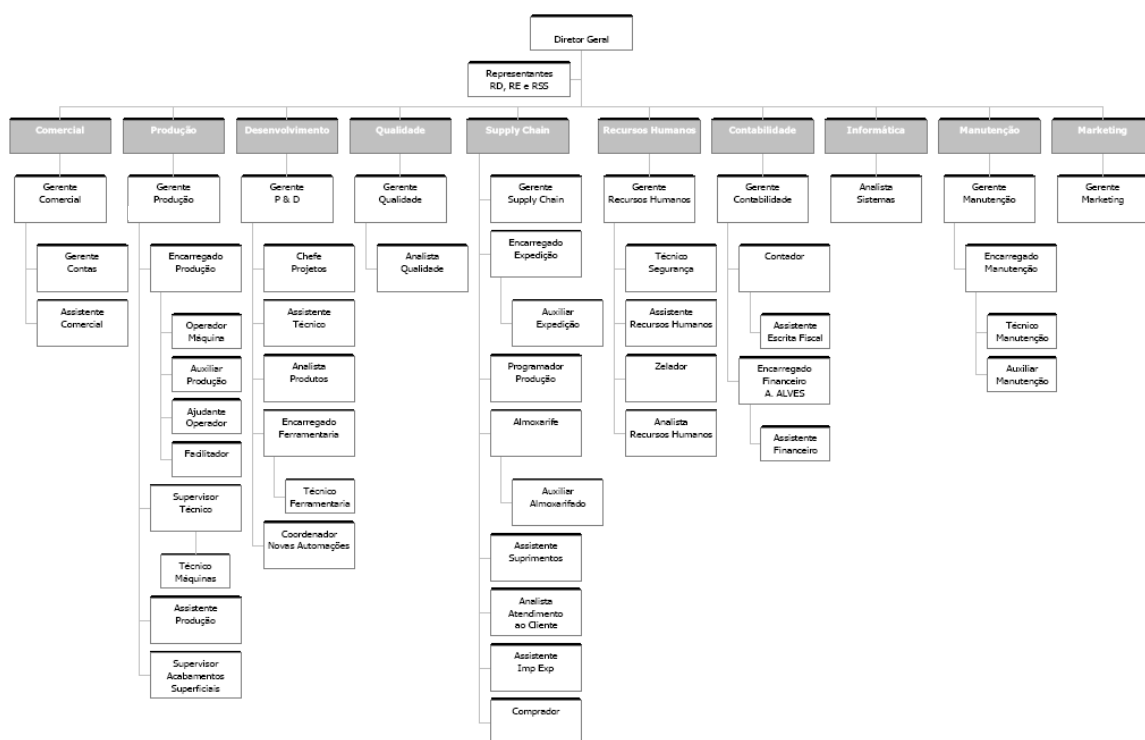 Diretor Geral
Representantes
RD, RE e RSS
Comercial
Produção
Desenvolvimento
Qualidade
Supply Chain
Recursos Humanos
Contabilidade
Informática
Manutenção
Marketing
Gerente
Comercial
Gerente
Contas
Assistente
Comercial
Gerente
Produção
Encarregado
Produção
Operador
Máquina
Auxiliar
Produção
Ajudante
Operador
Facilitador
Supervisor
Técnico
Técnico
Máquinas
Assistente
Produção
Supervisor
Acabamentos
Superficiais
Gerente
P & D
Chefe
Projetos
Assistente
Técnico
Analista
Produtos
Encarregado
Ferramentaria
Técnico
Ferramentaria
Coordenador
Novas Automações
Gerente
Qualidade
Analista
Qualidade
Gerente
Supply Chain
Encarregado
Expedição
Auxiliar
Expedição
Programador
Produção
Almoxarife
Auxiliar
Almoxarifado
Assistente
Suprimentos
Analista
Atendimento
ao Cliente
Assistente
Imp Exp
Comprador
Gerente
Recursos Humanos
Técnico
Segurança
Assistente
Recursos Humanos
Zelador
Analista
Recursos Humanos
Gerente
Contabilidade
Contador
Assistente
Escrita Fiscal
Encarregado
Financeiro
A. ALVES
Assistente
Financeiro
Analista
Sistemas
Gerente
Manutenção
Encarregado
Manutenção
Técnico
Manutenção
Auxiliar
Manutenção
Gerente
Marketing